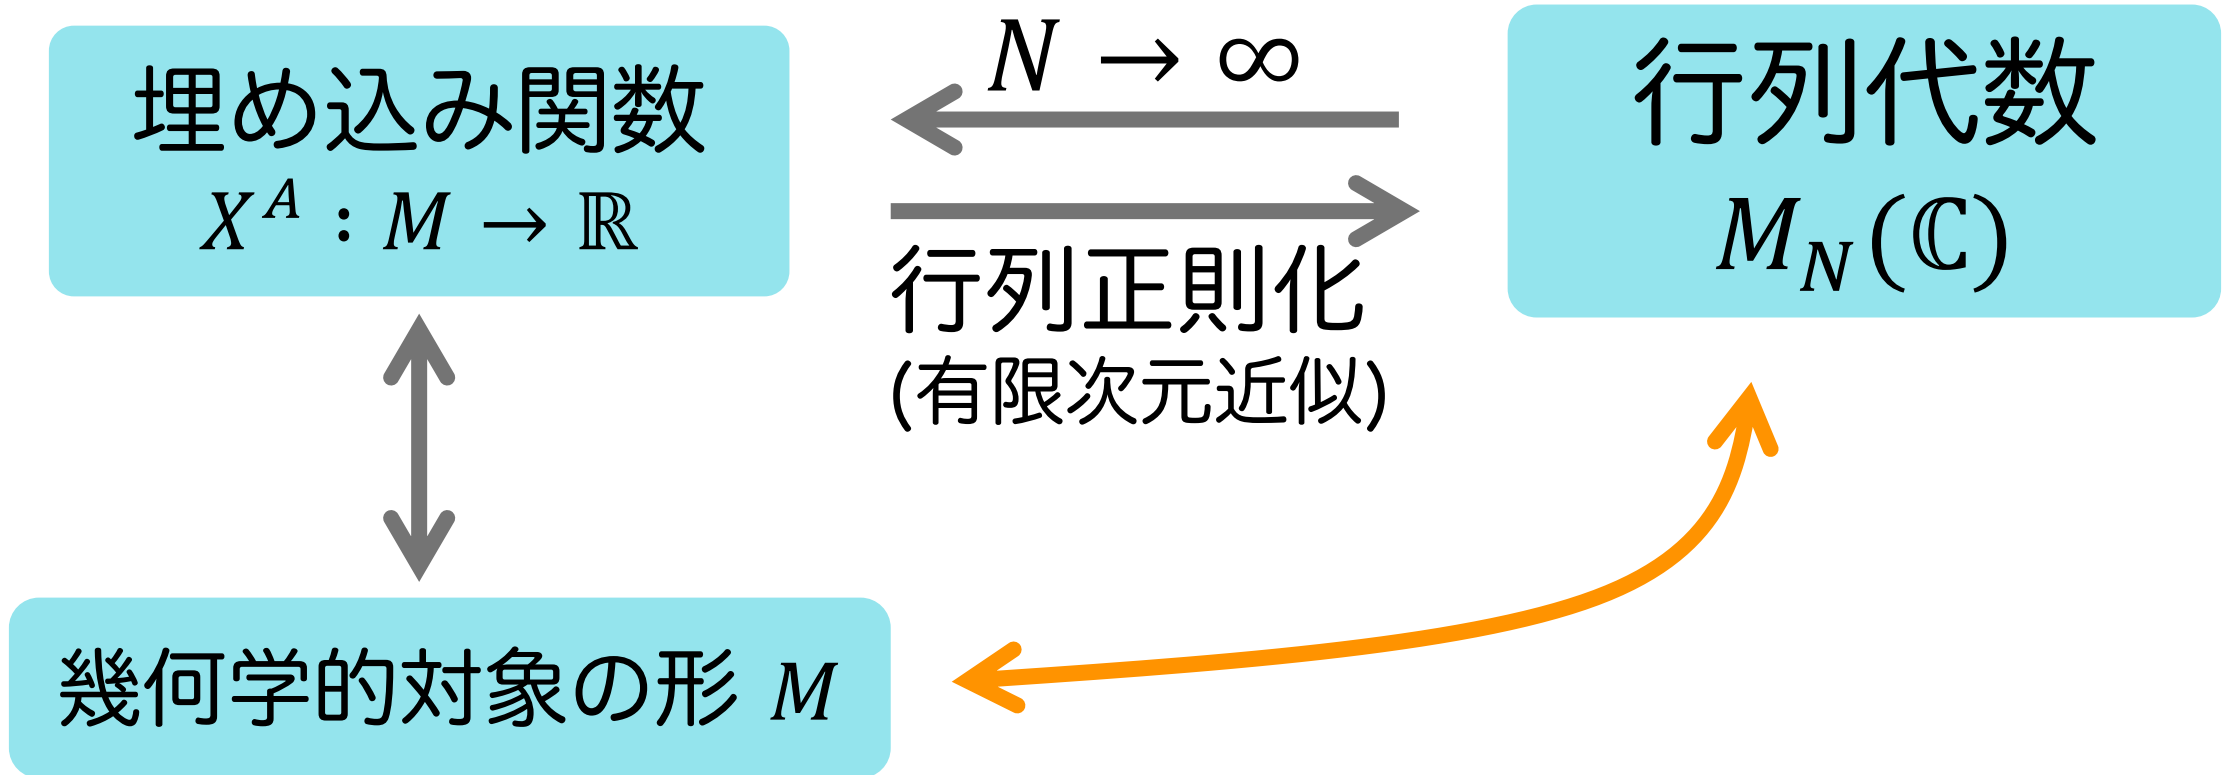 埋め込み関数
X^A : M → ℝ
N → ∞
行列正則化
(有限次元近似)
行列代数
M_N(ℂ)
幾何学的対象の形 M